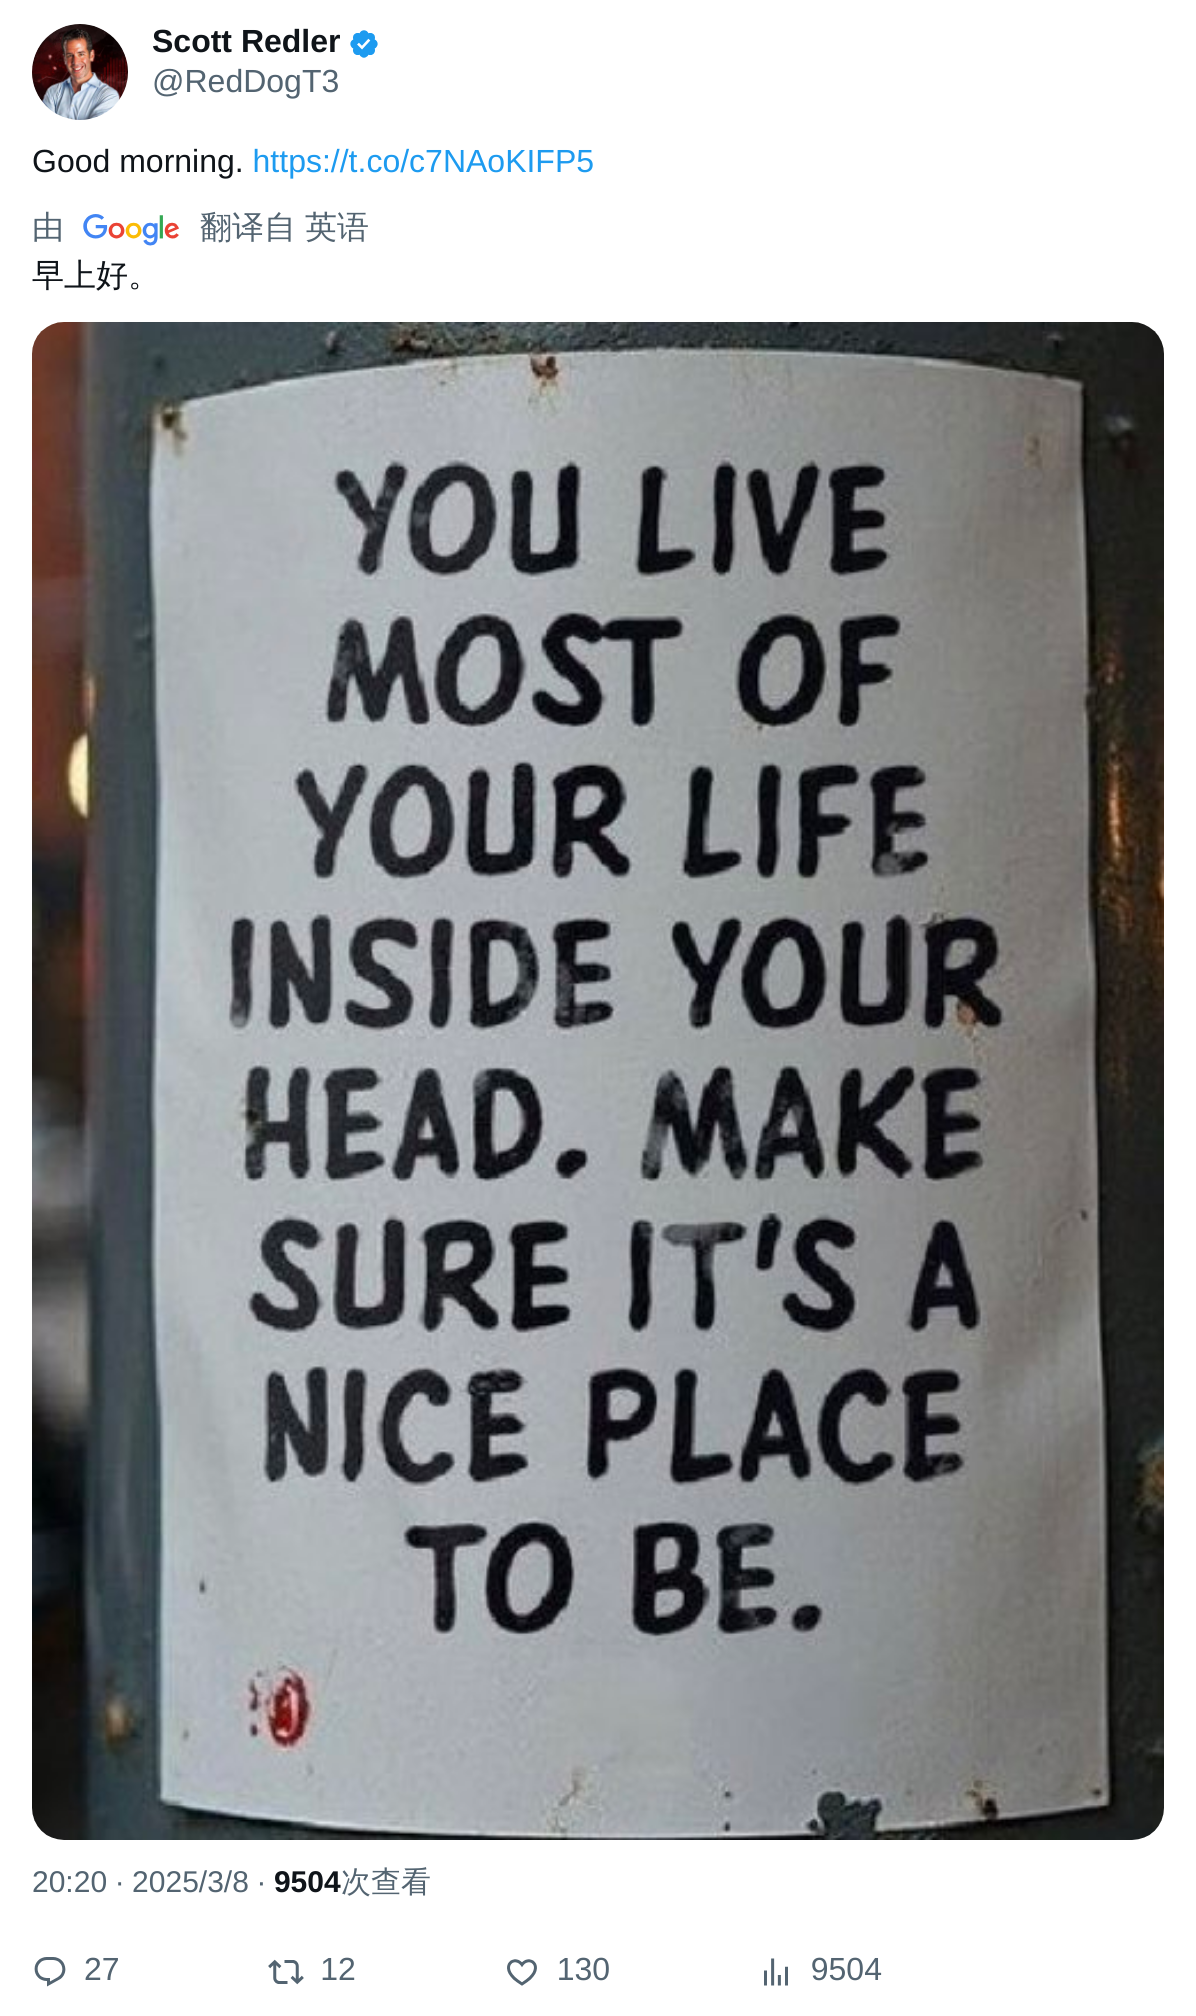 Scott Redler
@RedDogT3
Good morning. https://t.co/c7NAoKIFP5
由 Google 翻译自 英语
早上好。
YOU LIVE
MOST OF
YOUR LIFE
INSIDE YOUR
HEAD. MAKE
SURE IT'S A
NICE PLACE
TO BE.
20:20 · 2025/3/8 · 9504次查看
27 12 130 9504